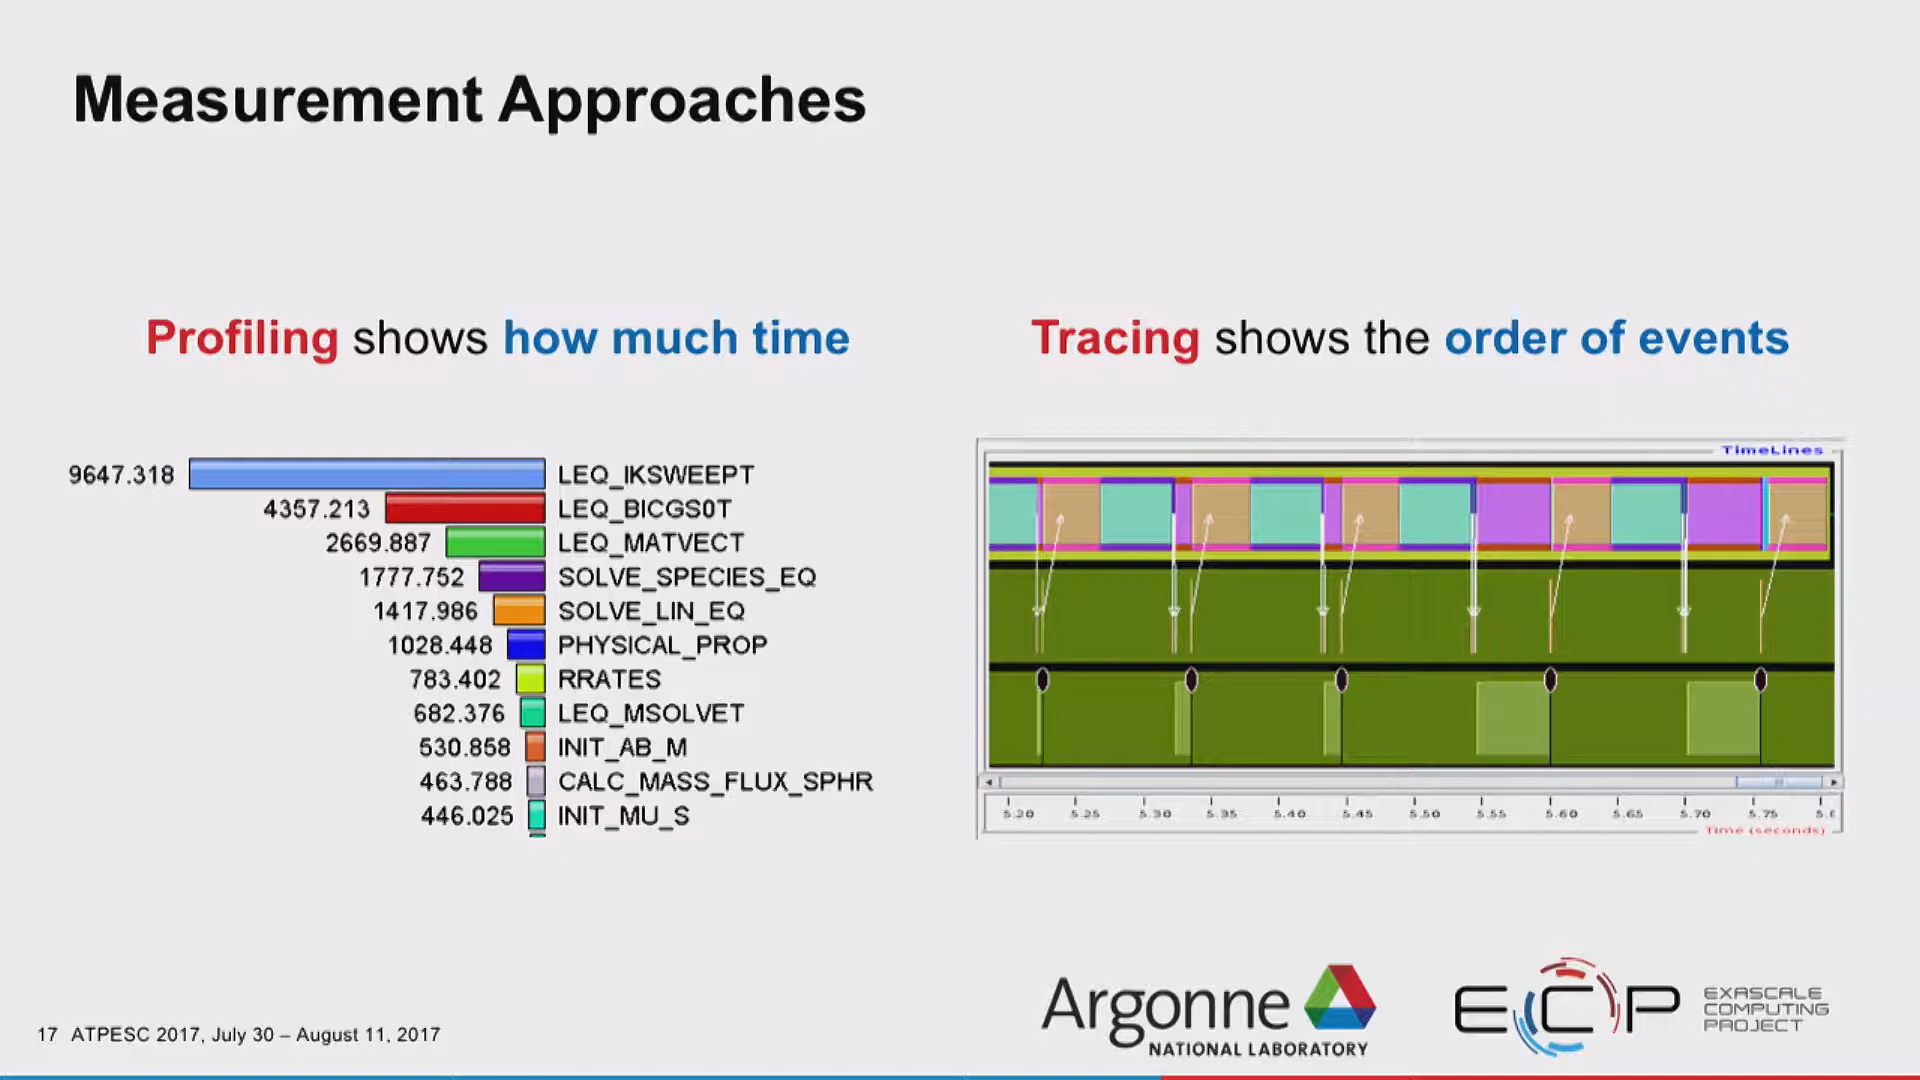 Measurement Approaches
Profiling shows how much time
9647.318 LEQ_IKSWEEPT
4357.213 LEQ_BICGS0T
2669.887 LEQ_MATVECT
1777.752 SOLVE_SPECIES_EQ
1417.986 SOLVE_LIN_EQ
1028.448 PHYSICAL_PROP
783.402 RRATES
682.376 LEQ_MSOLVET
530.858 INIT_AB_M
463.788 CALC_MASS_FLUX_SPHR
446.025 INIT_MU_S
Tracing shows the order of events
TimeLines
5.20 5.25 5.30 5.35 5.40 5.45 5.50 5.55 5.60 5.65 5.70 5.75
Time (seconds)
17 ATPESC 2017, July 30 – August 11, 2017
Argonne
NATIONAL LABORATORY
ECP
EXASCALE
COMPUTING
PROJECT